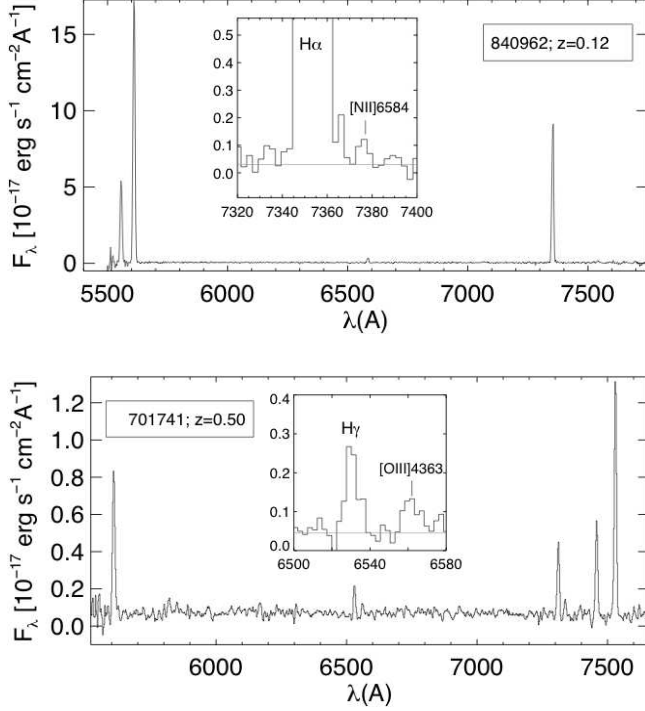 15
10
5
0
F_λ [10⁻¹⁷ erg s⁻¹ cm⁻²A⁻¹]
840962; z=0.12
0.5
0.4
0.3
0.2
0.1
0.0
Hα
[NII]6584
7320 7340 7360 7380 7400
5500 6000 6500 7000 7500
λ(A)
1.2
1.0
0.8
0.6
0.4
0.2
0.0
F_λ [10⁻¹⁷ erg s⁻¹ cm⁻²A⁻¹]
701741; z=0.50
0.4
0.3
0.2
0.1
0.0
Hγ
[OIII]4363
6500 6540 6560 6580
6000 6500 7000 7500
λ(A)